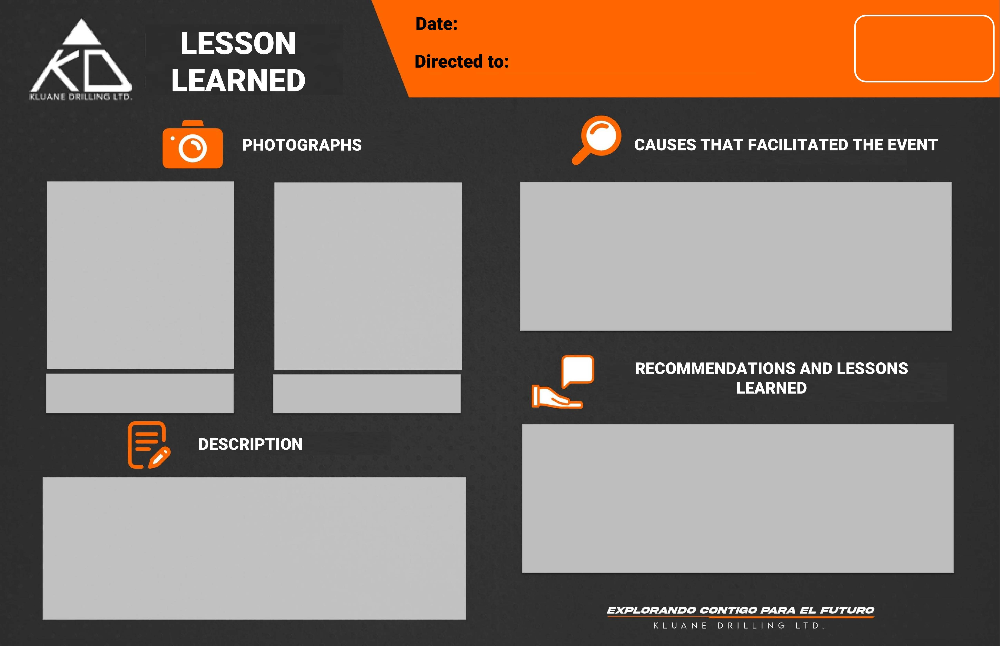 KD
KLUANE DRILLING LTD.
LESSON
LEARNED
Date:
Directed to:
PHOTOGRAPHS
DESCRIPTION
CAUSES THAT FACILITATED THE EVENT
RECOMMENDATIONS AND LESSONS
LEARNED
EXPLORANDO CONTIGO PARA EL FUTURO
KLUANE DRILLING LTD.